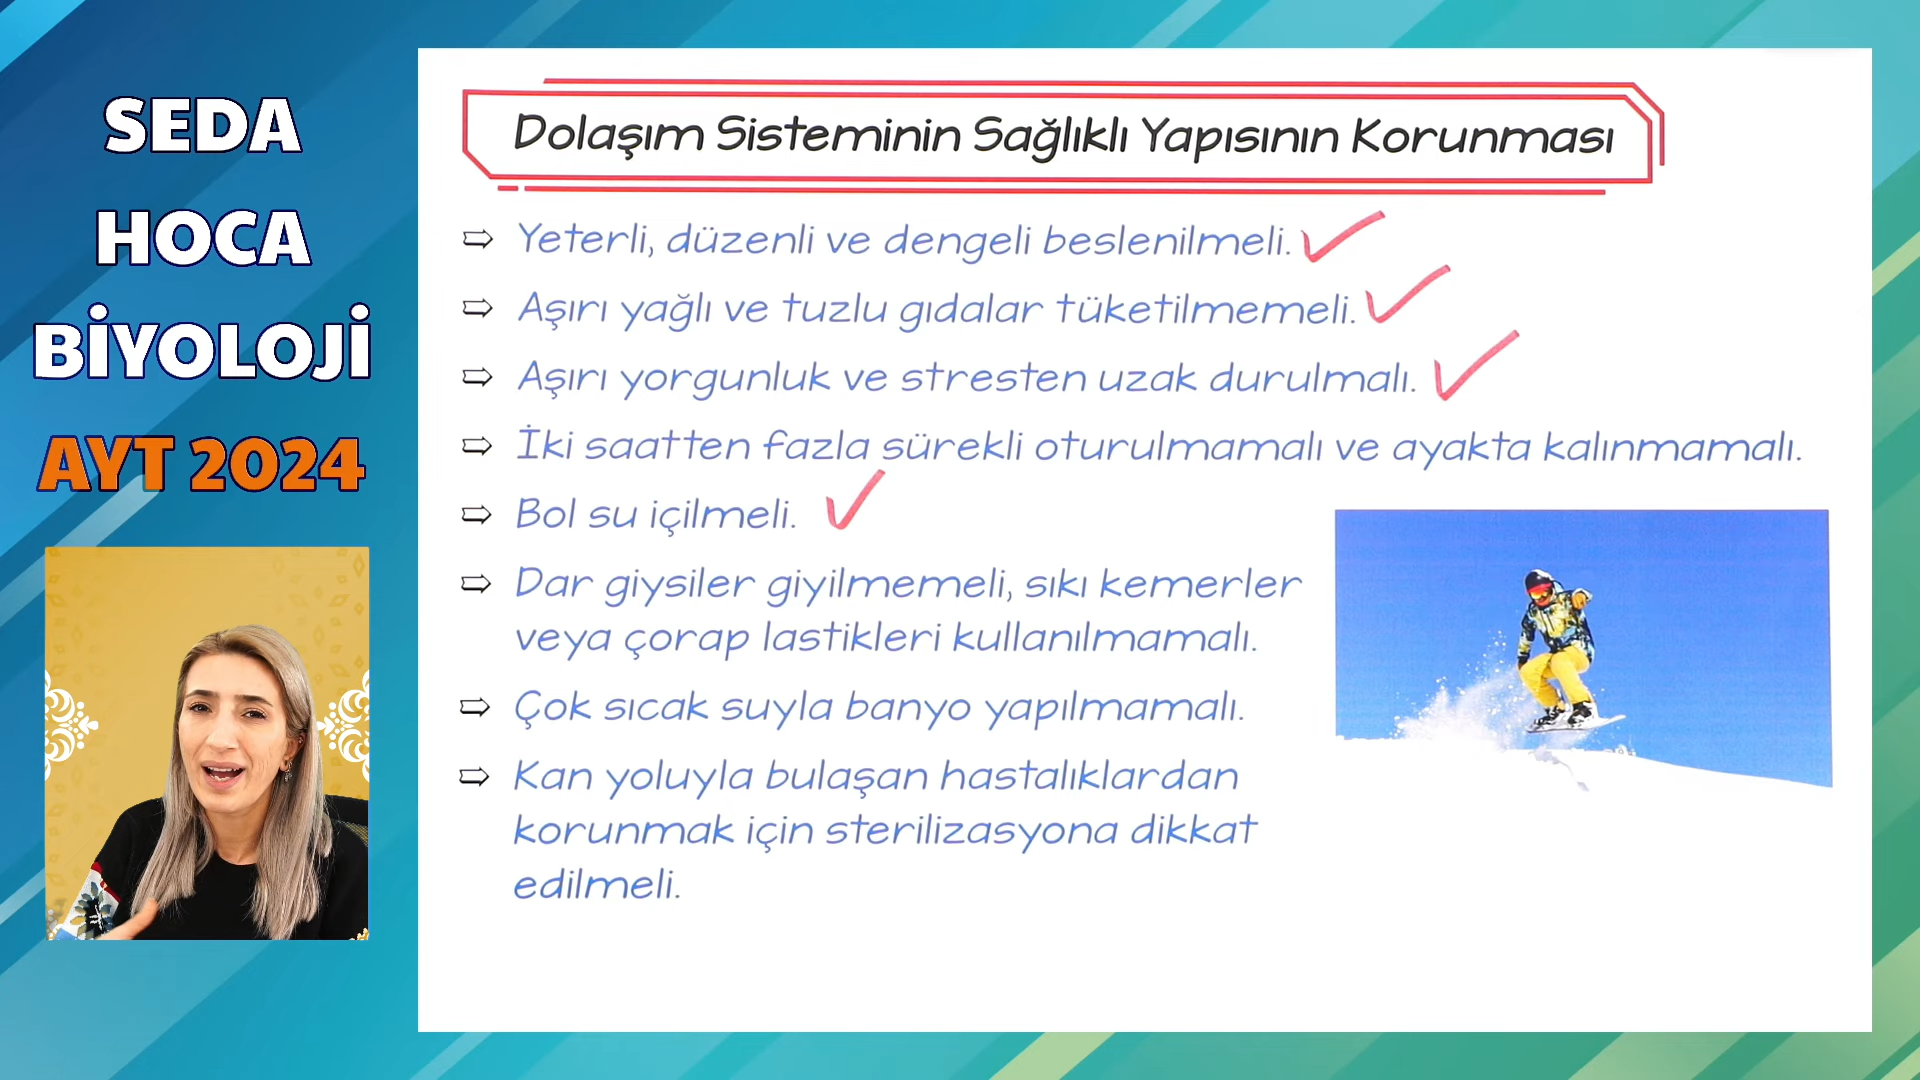 SEDA
HOCA
BİYOLOJİ
AYT 2024
Dolaşım Sisteminin Sağlıklı Yapısının Korunması
⇨ Yeterli, düzenli ve dengeli beslenilmeli.
⇨ Aşırı yağlı ve tuzlu gıdalar tüketilmemeli.
⇨ Aşırı yorgunluk ve stresten uzak durulmalı.
⇨ İki saatten fazla sürekli oturulmamalı ve ayakta kalınmamalı.
⇨ Bol su içilmeli.
⇨ Dar giysiler giyilmemeli, sıkı kemerler
veya çorap lastikleri kullanılmamalı.
⇨ Çok sıcak suyla banyo yapılmamalı.
⇨ Kan yoluyla bulaşan hastalıklardan
korunmak için sterilizasyona dikkat
edilmeli.